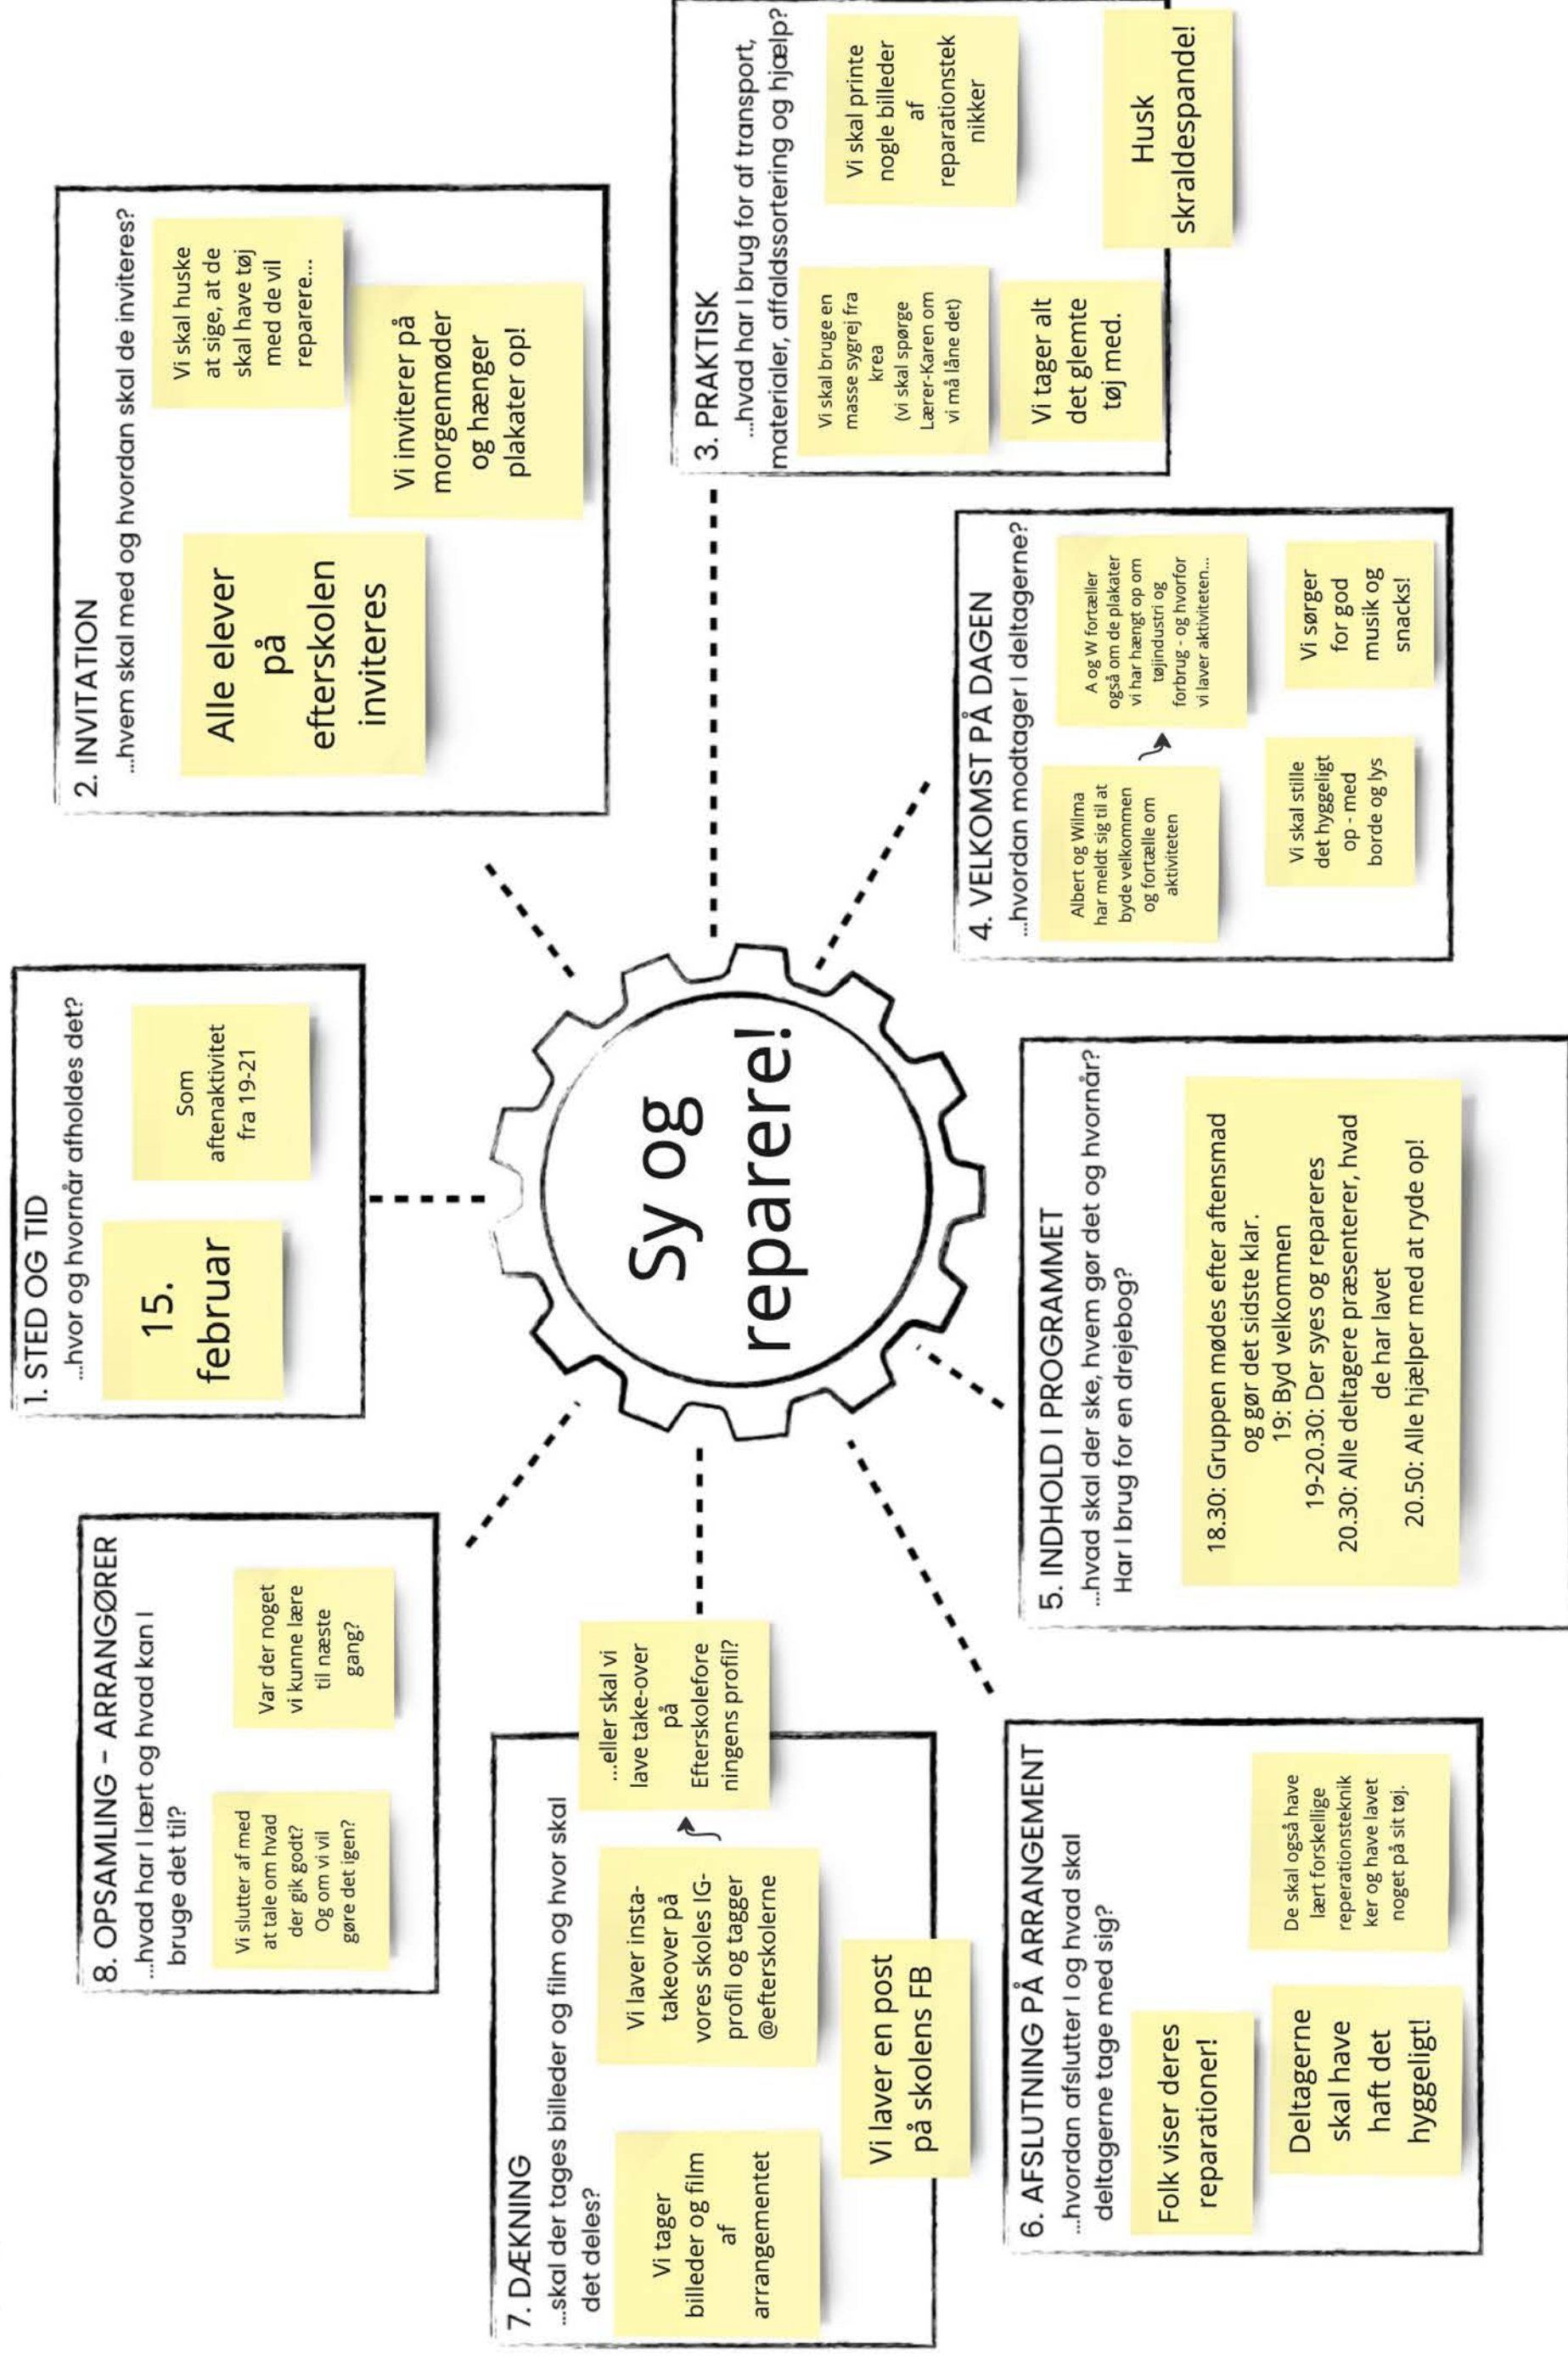 1. STED OG TID
...hvor og hvornår afholdes det?
15.
februar
Som
aftenaktivitet
fra 19-21
2. INVITATION
...hvem skal med og hvordan skal de inviteres?
Alle elever
på
efterskolen
inviteres
Vi skal huske
at sige, at de
skal have tøj
med de vil
reparere...
Vi inviterer på
morgenmøder
og hænger
plakater op!
3. PRAKTISK
...hvad har I brug for af transport,
materialer, affaldssortering og hjælp?
Vi skal bruge en
masse sygrej fra
krea
(vi skal spørge
Lærer-Karen om
vi må låne det)
Vi skal printe
nogle billeder
af
reparationstek
nikker
Vi tager alt
det glemte
tøj med.
Husk
skraldespande!
4. VELKOMST PÅ DAGEN
...hvordan modtager I deltagerne?
Albert og Wilma
har meldt sig til at
byde velkommen
og fortælle om
aktiviteten
A og W fortæller
også om de plakater
vi har hængt op om
tøjindustri og
forbrug - og hvorfor
vi laver aktiviteten...
Vi skal stille
det hyggeligt
op - med
borde og lys
Vi sørger
for god
musik og
snacks!
Sy og
reparere!
5. INDHOLD I PROGRAMMET
...hvad skal der ske, hvem gør det og hvornår?
Har I brug for en drejebog?
18.30: Gruppen mødes efter aftensmad
og gør det sidste klar.
19: Byd velkommen
19-20.30: Der syes og repareres
20.30: Alle deltagere præsenterer, hvad
de har lavet
20.50: Alle hjælper med at ryde op!
6. AFSLUTNING PÅ ARRANGEMENT
...hvordan afslutter I og hvad skal
deltagerne tage med sig?
Folk viser deres
reparationer!
Deltagerne
skal have
haft det
hyggeligt!
De skal også have
lært forskellige
reperationsteknik
ker og have lavet
noget på sit tøj.
7. DÆKNING
...skal der tages billeder og film og hvor skal
det deles?
Vi tager
billeder og film
af
arrangementet
Vi laver insta-
takeover på
vores skoles IG-
profil og tagger
@efterskolerne
...eller skal vi
lave take-over
på
Efterskolefore
ningens profil?
Vi laver en post
på skolens FB
8. OPSAMLING - ARRANGØRER
...hvad har I lært og hvad kan I
bruge det til?
Vi slutter af med
at tale om hvad
der gik godt?
Og om vi vil
gøre det igen?
Var der noget
vi kunne lære
til næste
gang?